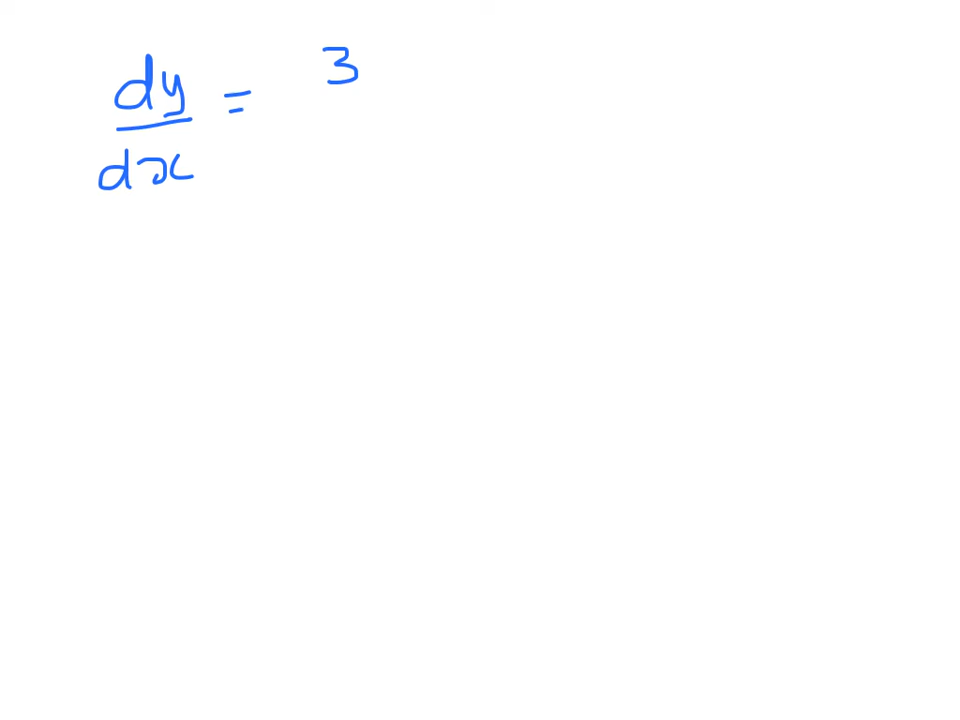 dy/dx = 3